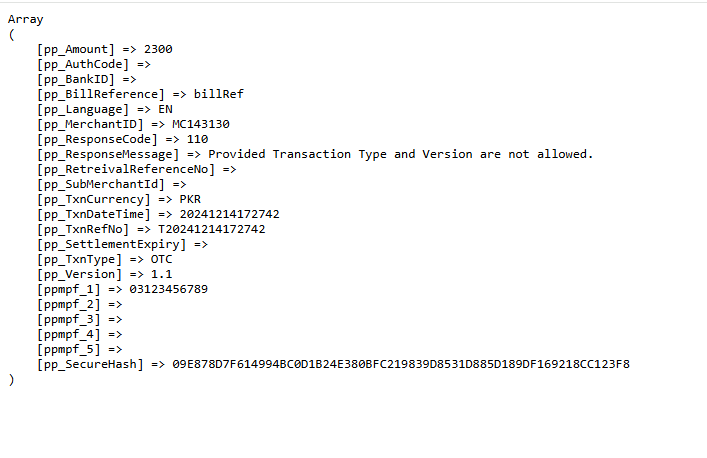 Array
(
[pp_Amount] => 2300
[pp_AuthCode] =>
[pp_BankID] =>
[pp_BillReference] => billRef
[pp_Language] => EN
[pp_MerchantID] => MC143130
[pp_ResponseCode] => 110
[pp_ResponseMessage] => Provided Transaction Type and Version are not allowed.
[pp_RetreivalReferenceNo] =>
[pp_SubMerchantId] =>
[pp_TxnCurrency] => PKR
[pp_TxnDateTime] => 20241214172742
[pp_TxnRefNo] => T20241214172742
[pp_SettlementExpiry] =>
[pp_TxnType] => OTC
[pp_Version] => 1.1
[ppmpf_1] => 03123456789
[ppmpf_2] =>
[ppmpf_3] =>
[ppmpf_4] =>
[ppmpf_5] =>
[pp_SecureHash] => 09E878D7F614994BC0D1B24E380BFC219839D8531D885D189DF169218CC123F8
)